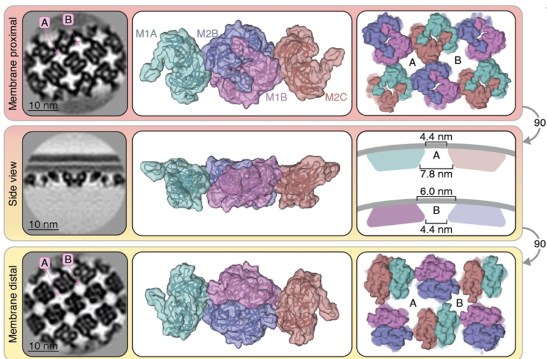 Membrane proximal
A
B
10 nm
M1A
M2B
M1B
M2C
A
B
90
Side view
10 nm
4.4 nm
A
7.8 nm
6.0 nm
B
4.4 nm
90
Membrane distal
A
B
10 nm
A
B